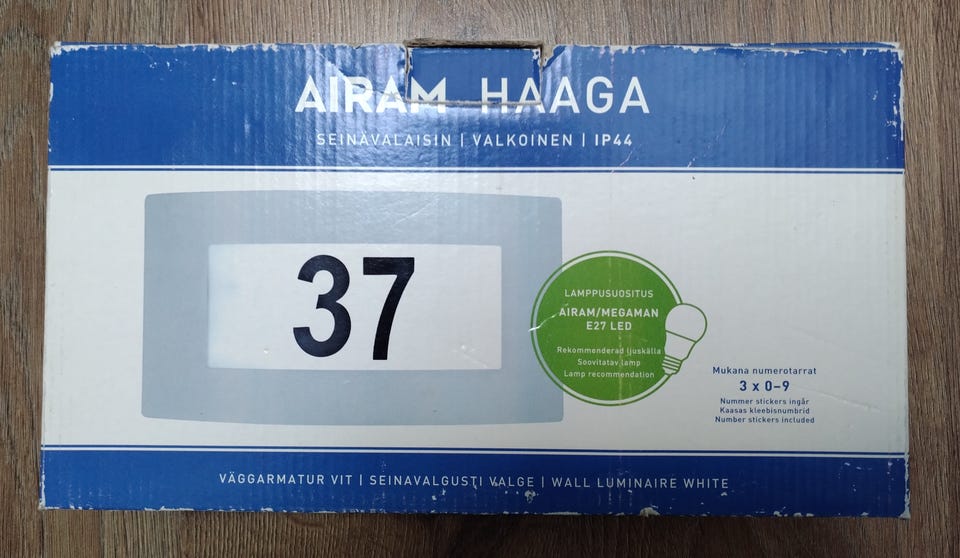 AIRAM HAAGA
SEINÄVALAISIN | VALKOINEN | IP44
37
LAMPPUSUOSITUS
AIRAM/MEGAMAN
E27 LED
Rekommenderad ljuskälla
Soovitatav lamp
Lamp recommendation
Mukana numerotarrat
3 x 0–9
Nummer stickers ingår
Kaasas kleebisnumbrid
Number stickers included
VÄGGARMATUR VIT | SEINAVALGUSTI VALGE | WALL LUMINAIRE WHITE